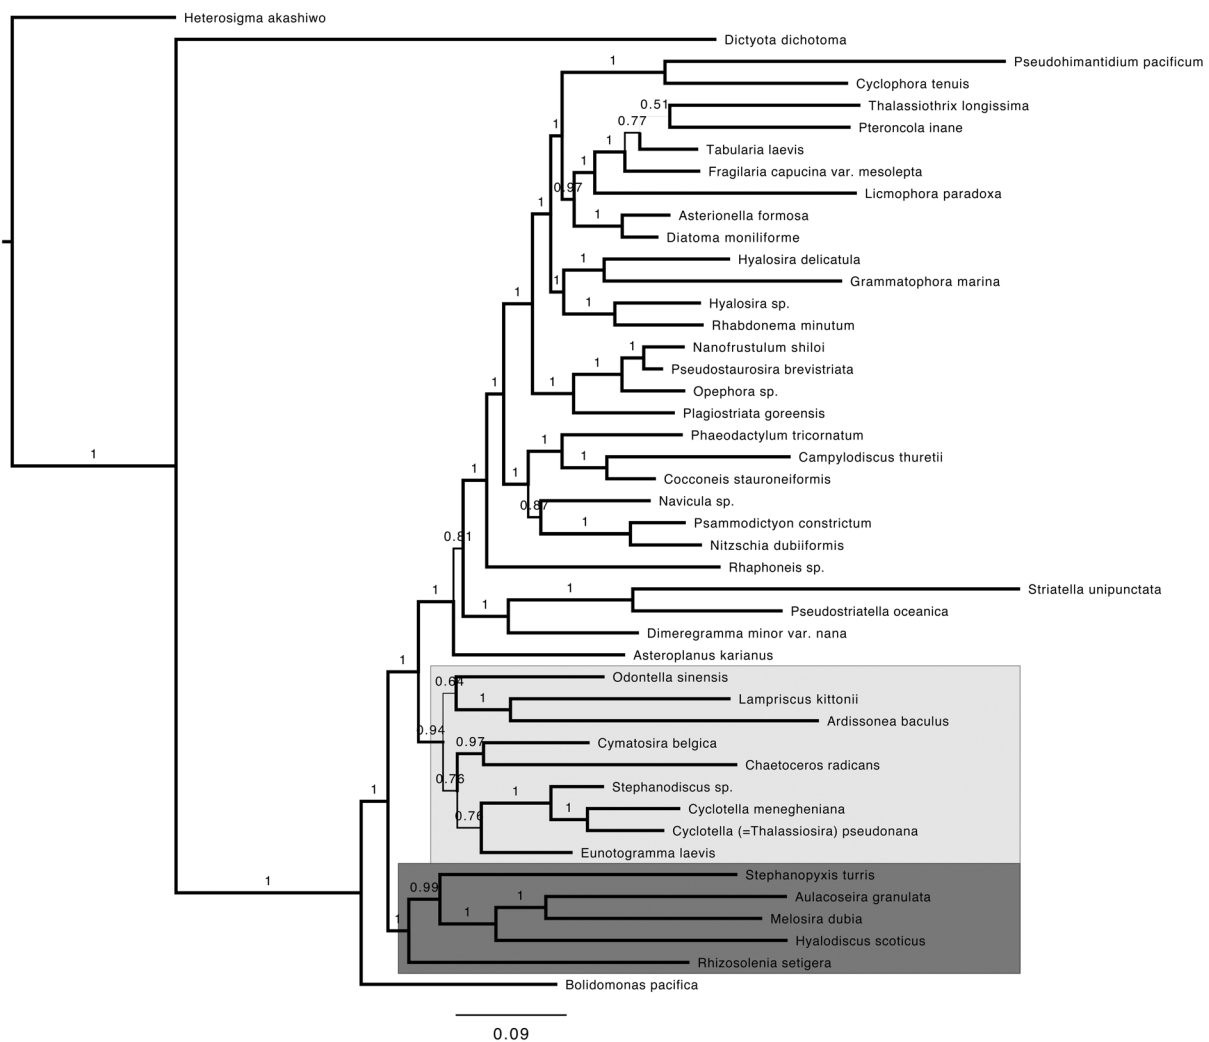 Heterosigma akashiwo
Dictyota dichotoma
1
Pseudohimantidium pacificum
Cyclophora tenuis
0.51
Thalassiothrix longissima
1
0.77
Pteroncola inane
1
Tabularia laevis
1
Fragilaria capucina var. mesolepta
0.97
Licmophora paradoxa
1
1
Asterionella formosa
Diatoma moniliforme
1
Hyalosira delicatula
1
Grammatophora marina
1
1
Hyalosira sp.
Rhabdonema minutum
1
Nanofrustulum shiloi
1
Pseudostaurosira brevistriata
1
1
Opephora sp.
Plagiostriata goreensis
1
Phaeodactylum tricornatum
1
1
Campylodiscus thuretii
1
1
Cocconeis stauroneiformis
0.87
Navicula sp.
1
Psammodictyon constrictum
0.81
Nitzschia dubiiformis
Rhaphoneis sp.
1
1
Striatella unipunctata
1
Pseudostriatella oceanica
Dimeregramma minor var. nana
1
Asteroplanus karianus
0.64
Odontella sinensis
1
Lampriscus kittonii
Ardissonea baculus
0.94
0.97
Cymatosira belgica
Chaetoceros radicans
0.76
1
Stephanodiscus sp.
1
1
Cyclotella menegheniana
0.76
Cyclotella (=Thalassiosira) pseudonana
Eunotogramma laevis
1
0.99
Stephanopyxis turris
1
Aulacoseira granulata
1
1
Melosira dubia
Hyalodiscus scoticus
Rhizosolenia setigera
Bolidomonas pacifica
0.09